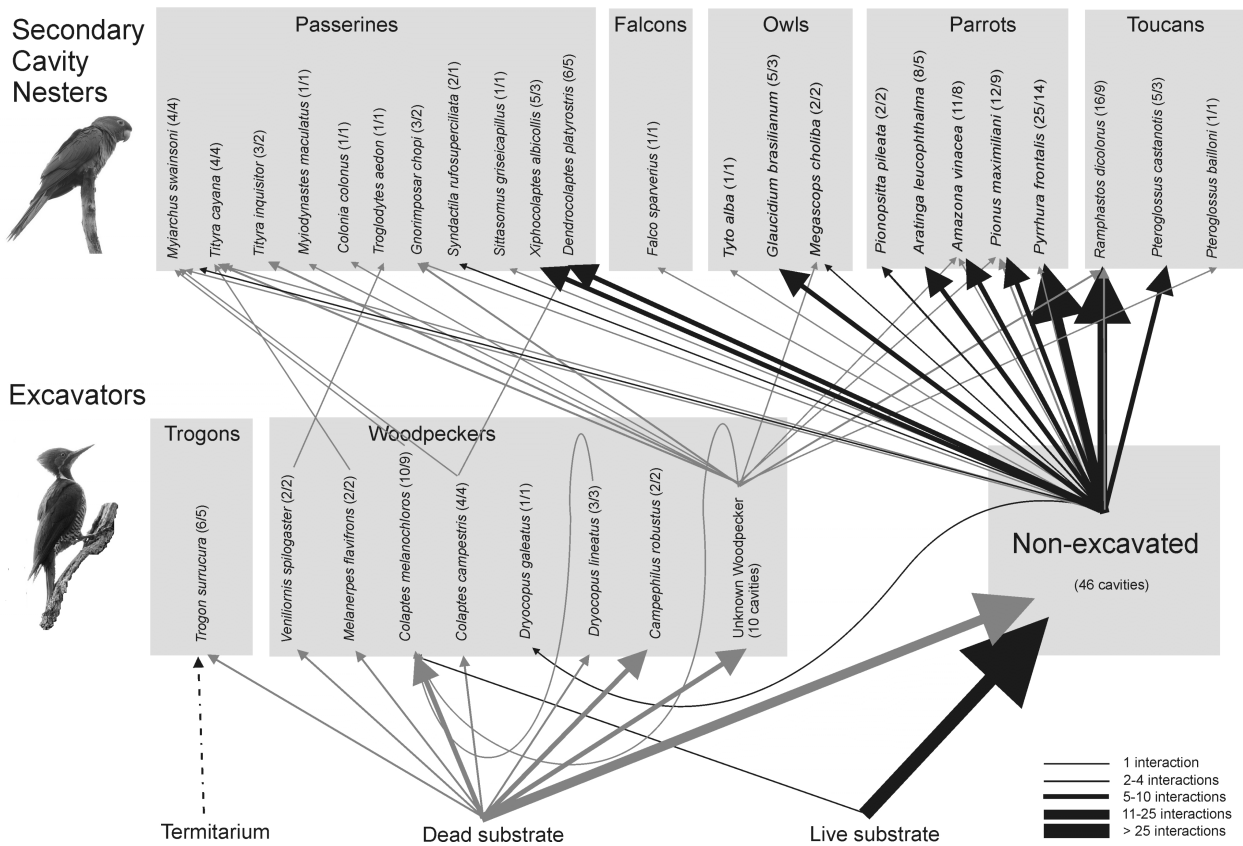 Secondary
Cavity
Nesters
Passerines
Falcons
Owls
Parrots
Toucans
Myiarchus swainsoni (4/4)
Tityra cayana (4/4)
Tityra inquisitor (3/2)
Myiodynastes maculatus (1/1)
Colonia colonus (1/1)
Troglodytes aedon (1/1)
Gnorimposar chopi (3/2)
Syndactila rufosuperciliata (2/1)
Sittasomus griseicapillus (1/1)
Xiphocolaptes albicollis (5/3)
Dendrocolaptes platyrostris (6/5)
Falco sparverius (1/1)
Tyto alba (1/1)
Glaucidium brasilianum (5/3)
Megascops choliba (2/2)
Pionopsitta pileata (2/2)
Aratinga leucophthalma (8/5)
Amazona vinacea (11/8)
Pionus maximiliani (12/9)
Pyrrhura frontalis (25/14)
Ramphastos dicolorus (16/9)
Pteroglossus castanotis (5/3)
Pteroglossus bailloni (1/1)
Excavators
Trogons
Woodpeckers
Trogon surrucura (6/5)
Veniliornis spilogaster (2/2)
Melanerpes flavifrons (2/2)
Colaptes melanochloros (10/9)
Colaptes campestris (4/4)
Dryocopus galeatus (1/1)
Dryocopus lineatus (3/3)
Campephilus robustus (2/2)
Unknown Woodpecker
(10 cavities)
Non-excavated
(46 cavities)
Termitarium
Dead substrate
Live substrate
1 interaction
2-4 interactions
5-10 interactions
11-25 interactions
> 25 interactions